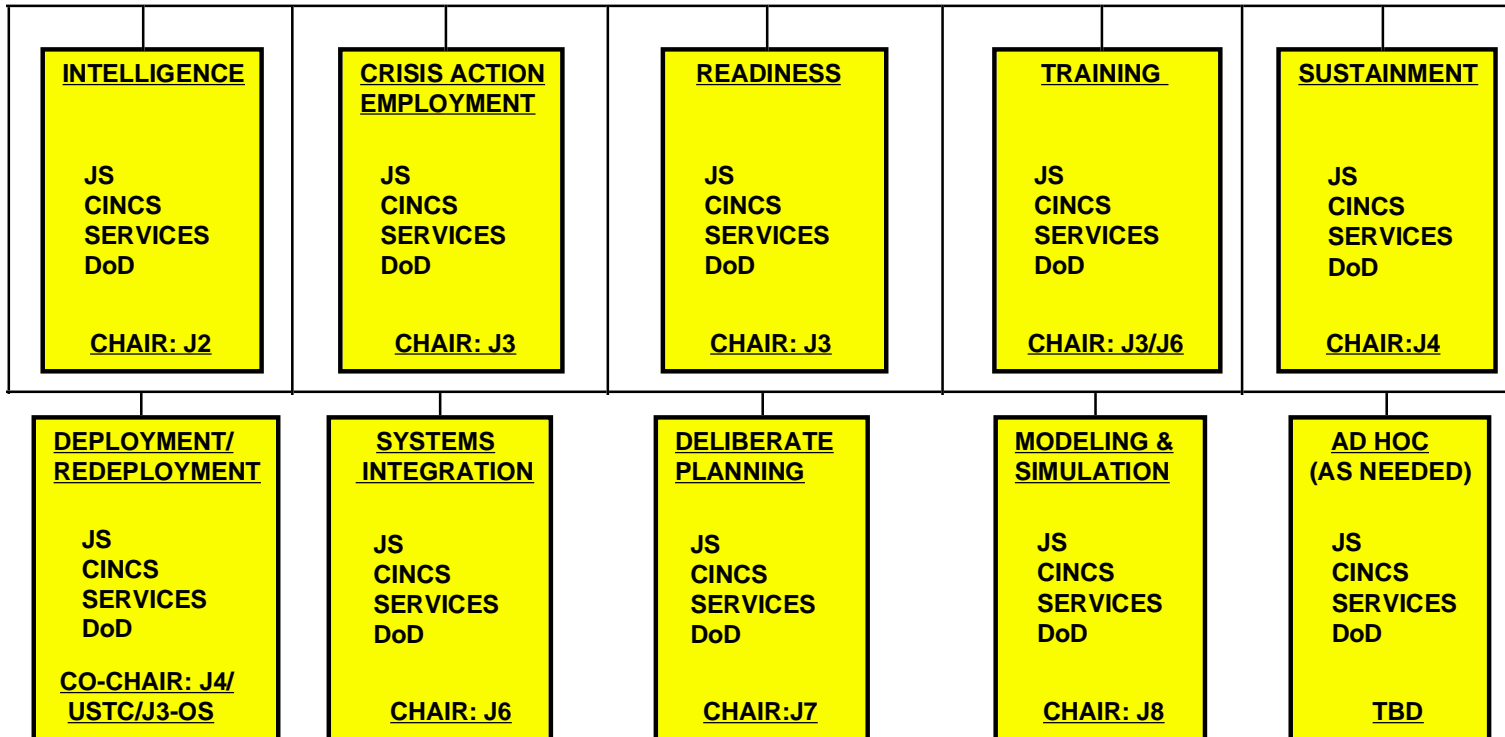 INTELLIGENCE
JS
CINCS
SERVICES
DoD
CHAIR: J2
CRISIS ACTION
EMPLOYMENT
JS
CINCS
SERVICES
DoD
CHAIR: J3
READINESS
JS
CINCS
SERVICES
DoD
CHAIR: J3
TRAINING
JS
CINCS
SERVICES
DoD
CHAIR: J3/J6
SUSTAINMENT
JS
CINCS
SERVICES
DoD
CHAIR:J4
DEPLOYMENT/
REDEPLOYMENT
JS
CINCS
SERVICES
DoD
CO-CHAIR: J4/
USTC/J3-OS
SYSTEMS
INTEGRATION
JS
CINCS
SERVICES
DoD
CHAIR: J6
DELIBERATE
PLANNING
JS
CINCS
SERVICES
DoD
CHAIR:J7
MODELING &
SIMULATION
JS
CINCS
SERVICES
DoD
CHAIR: J8
AD HOC
(AS NEEDED)
JS
CINCS
SERVICES
DoD
TBD